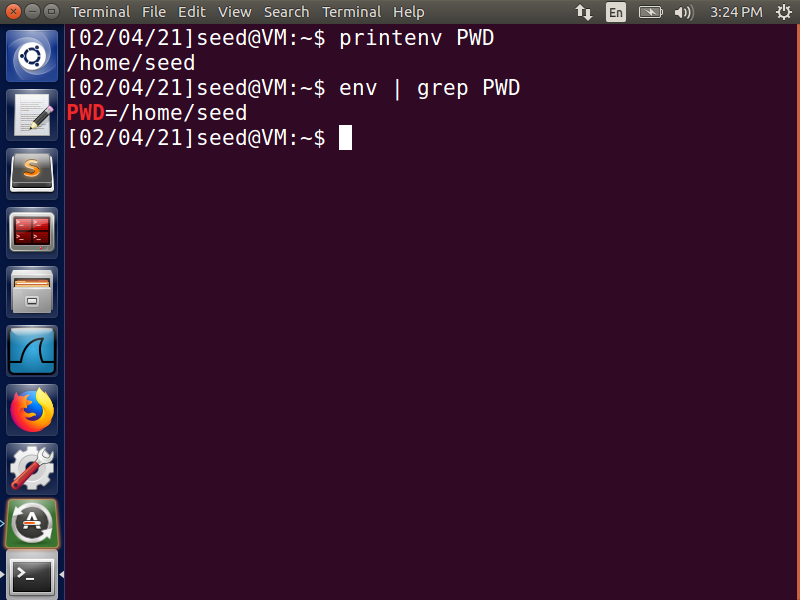 Terminal File Edit View Search Terminal Help En 3:24 PM
[02/04/21]seed@VM:~$ printenv PWD
/home/seed
[02/04/21]seed@VM:~$ env | grep PWD
PWD=/home/seed
[02/04/21]seed@VM:~$